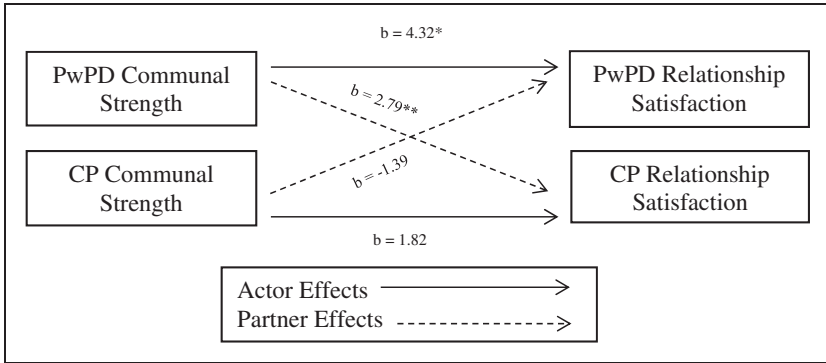 b = 4.32*
PwPD Communal
Strength
PwPD Relationship
Satisfaction
b = 2.79**
CP Communal
Strength
b = -1.39
CP Relationship
Satisfaction
b = 1.82
Actor Effects
Partner Effects